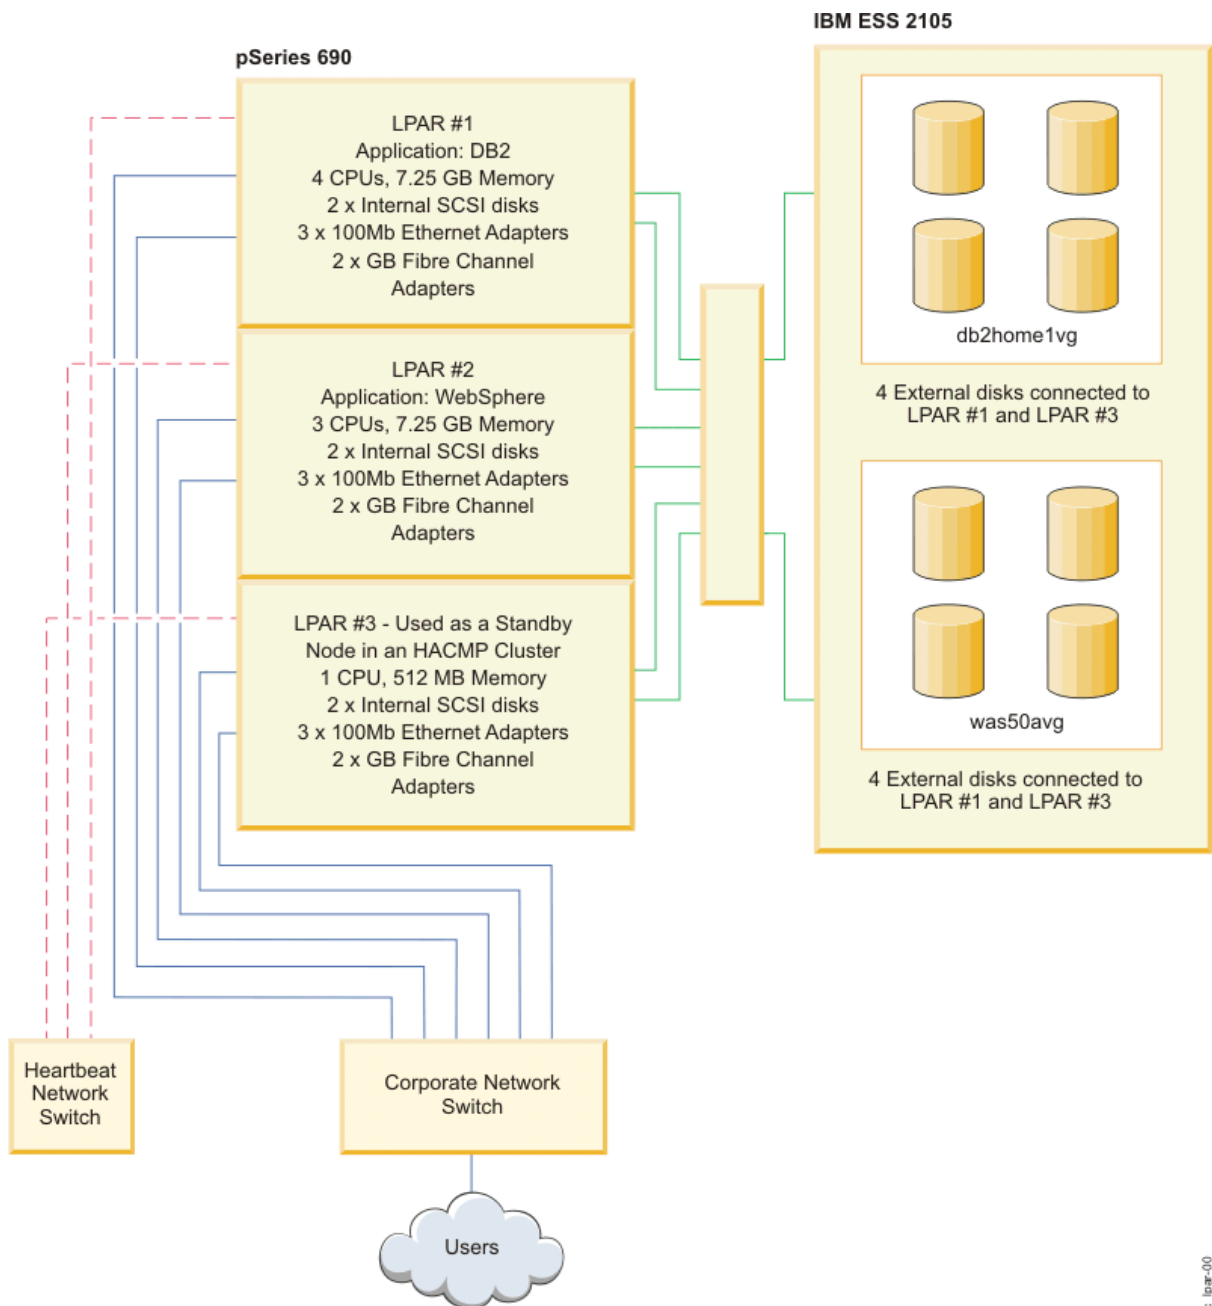 IBM ESS 2105
pSeries 690
LPAR #1
Application: DB2
4 CPUs, 7.25 GB Memory
2 x Internal SCSI disks
3 x 100Mb Ethernet Adapters
2 x GB Fibre Channel
Adapters
LPAR #2
Application: WebSphere
3 CPUs, 7.25 GB Memory
2 x Internal SCSI disks
3 x 100Mb Ethernet Adapters
2 x GB Fibre Channel
Adapters
LPAR #3 - Used as a Standby
Node in an HACMP Cluster
1 CPU, 512 MB Memory
2 x Internal SCSI disks
3 x 100Mb Ethernet Adapters
2 x GB Fibre Channel
Adapters
db2home1vg
4 External disks connected to
LPAR #1 and LPAR #3
was50avg
4 External disks connected to
LPAR #1 and LPAR #3
Heartbeat
Network
Switch
Corporate Network
Switch
Users
lpar-00